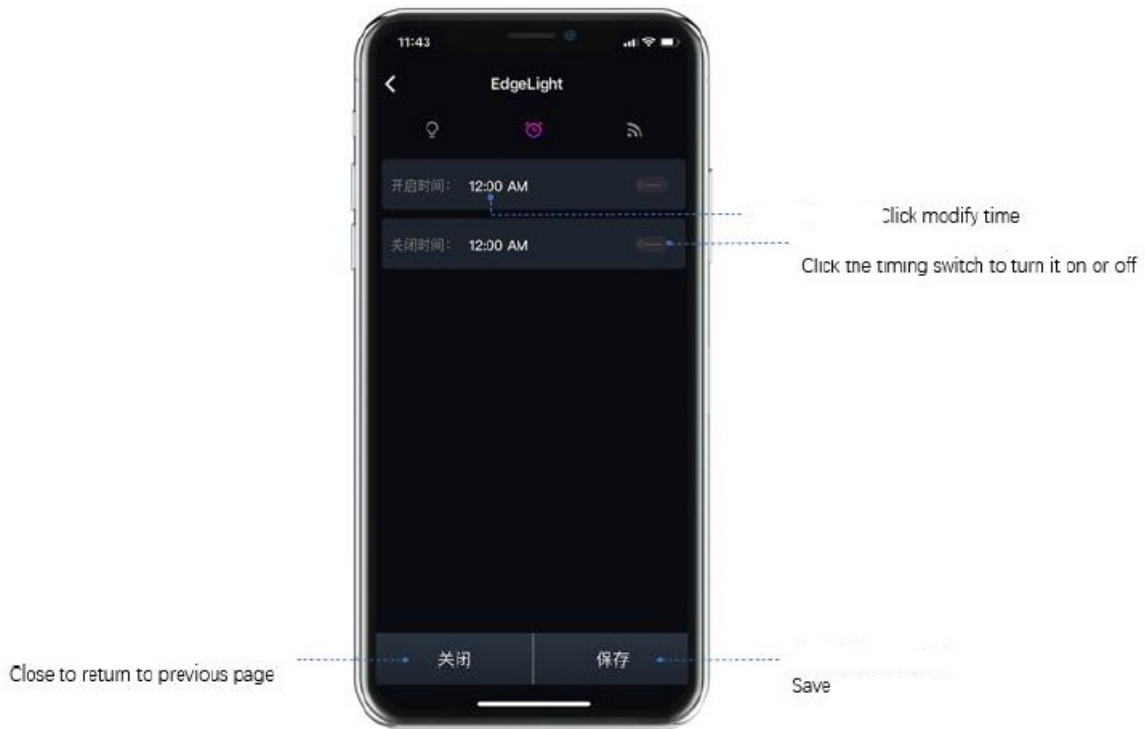 11:43
EdgeLight
开启时间： 12:00 AM
Click modify time
关闭时间： 12:00 AM
Click the timing switch to turn it on or off
关闭 保存
Close to return to previous page
Save